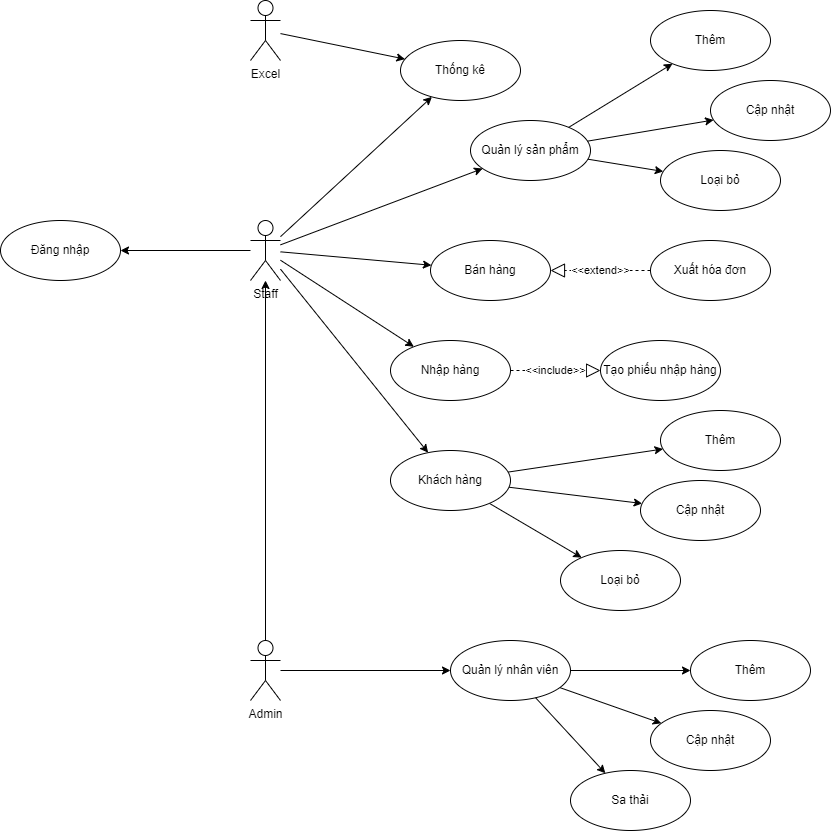 Excel
Thống kê
Thêm
Cập nhật
Quản lý sản phẩm
Loại bỏ
Đăng nhập
Staff
Bán hàng
<<extend>>
Xuất hóa đơn
Nhập hàng
<<include>>
Tạo phiếu nhập hàng
Thêm
Khách hàng
Cập nhật
Loại bỏ
Admin
Quản lý nhân viên
Thêm
Cập nhật
Sa thải